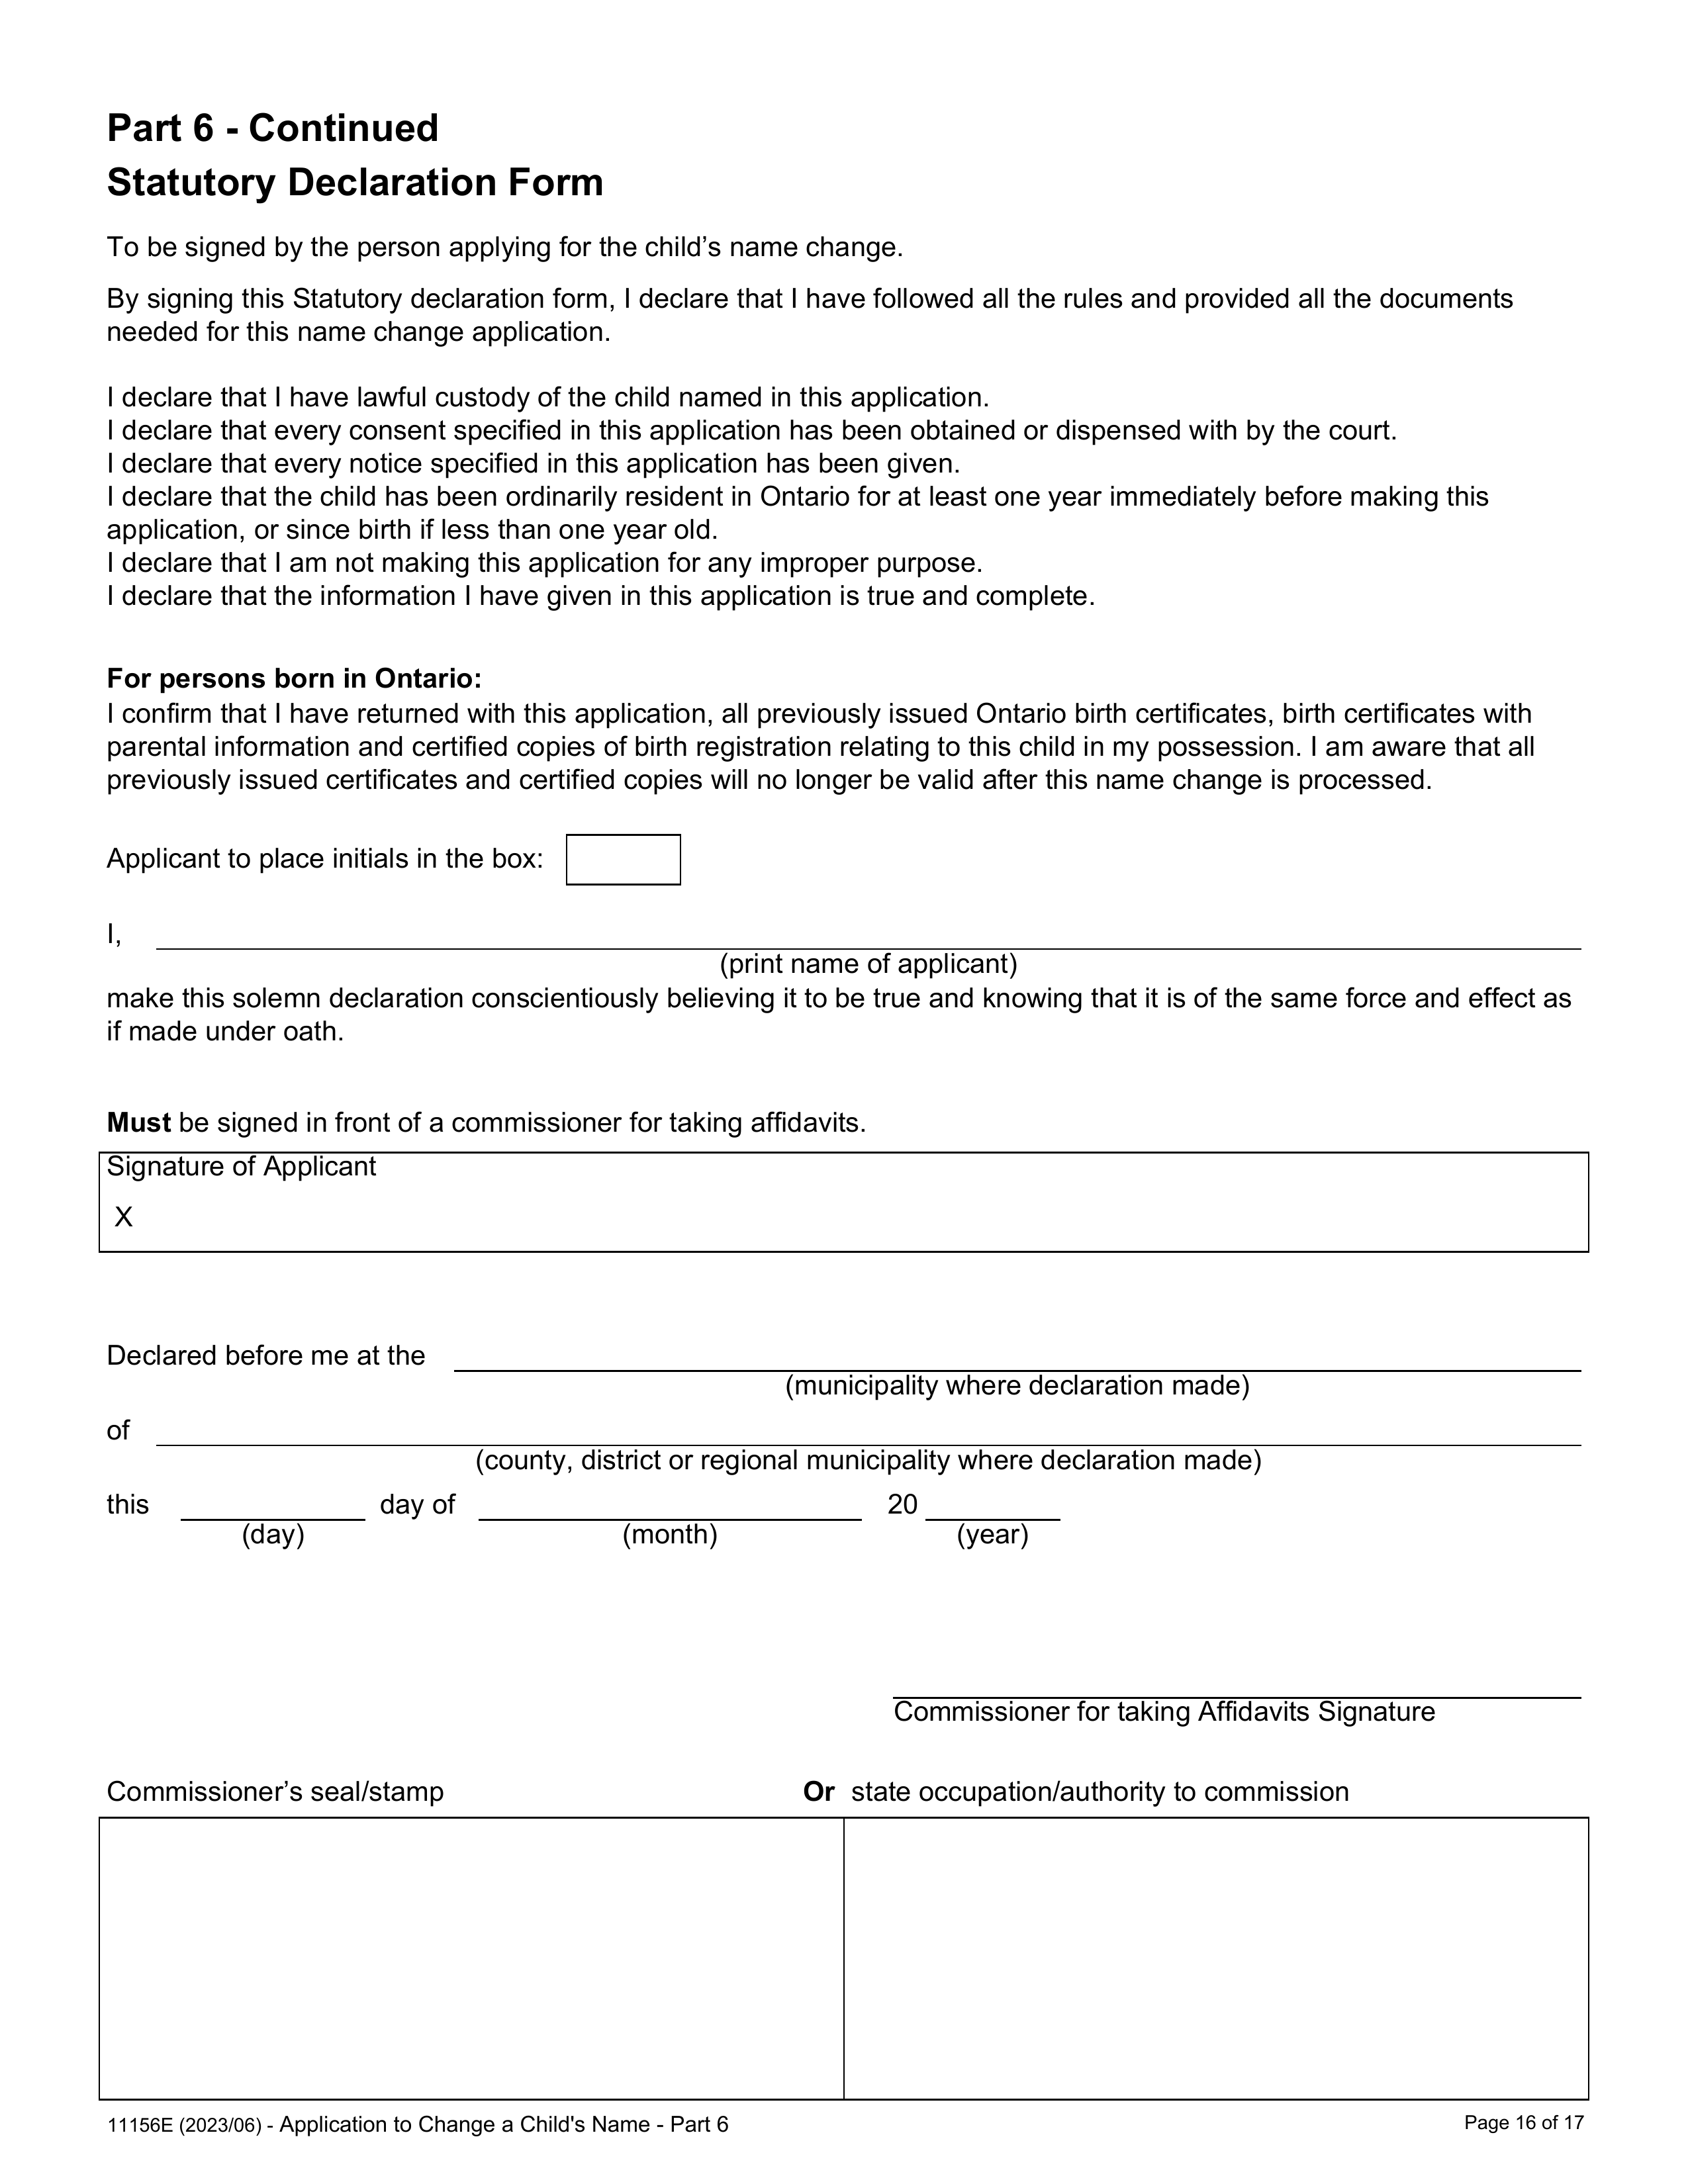 Part 6 - Continued
Statutory Declaration Form
To be signed by the person applying for the child’s name change.
By signing this Statutory declaration form, I declare that I have followed all the rules and provided all the documents
needed for this name change application.
I declare that I have lawful custody of the child named in this application.
I declare that every consent specified in this application has been obtained or dispensed with by the court.
I declare that every notice specified in this application has been given.
I declare that the child has been ordinarily resident in Ontario for at least one year immediately before making this
application, or since birth if less than one year old.
I declare that I am not making this application for any improper purpose.
I declare that the information I have given in this application is true and complete.
For persons born in Ontario:
I confirm that I have returned with this application, all previously issued Ontario birth certificates, birth certificates with
parental information and certified copies of birth registration relating to this child in my possession. I am aware that all
previously issued certificates and certified copies will no longer be valid after this name change is processed.
Applicant to place initials in the box:
I,
(print name of applicant)
make this solemn declaration conscientiously believing it to be true and knowing that it is of the same force and effect as
if made under oath.
Must be signed in front of a commissioner for taking affidavits.
Signature of Applicant
X
Declared before me at the
(municipality where declaration made)
of
(county, district or regional municipality where declaration made)
this day of 20
(day) (month) (year)
Commissioner for taking Affidavits Signature
Commissioner’s seal/stamp Or state occupation/authority to commission
11156E (2023/06) - Application to Change a Child's Name - Part 6 Page 16 of 17